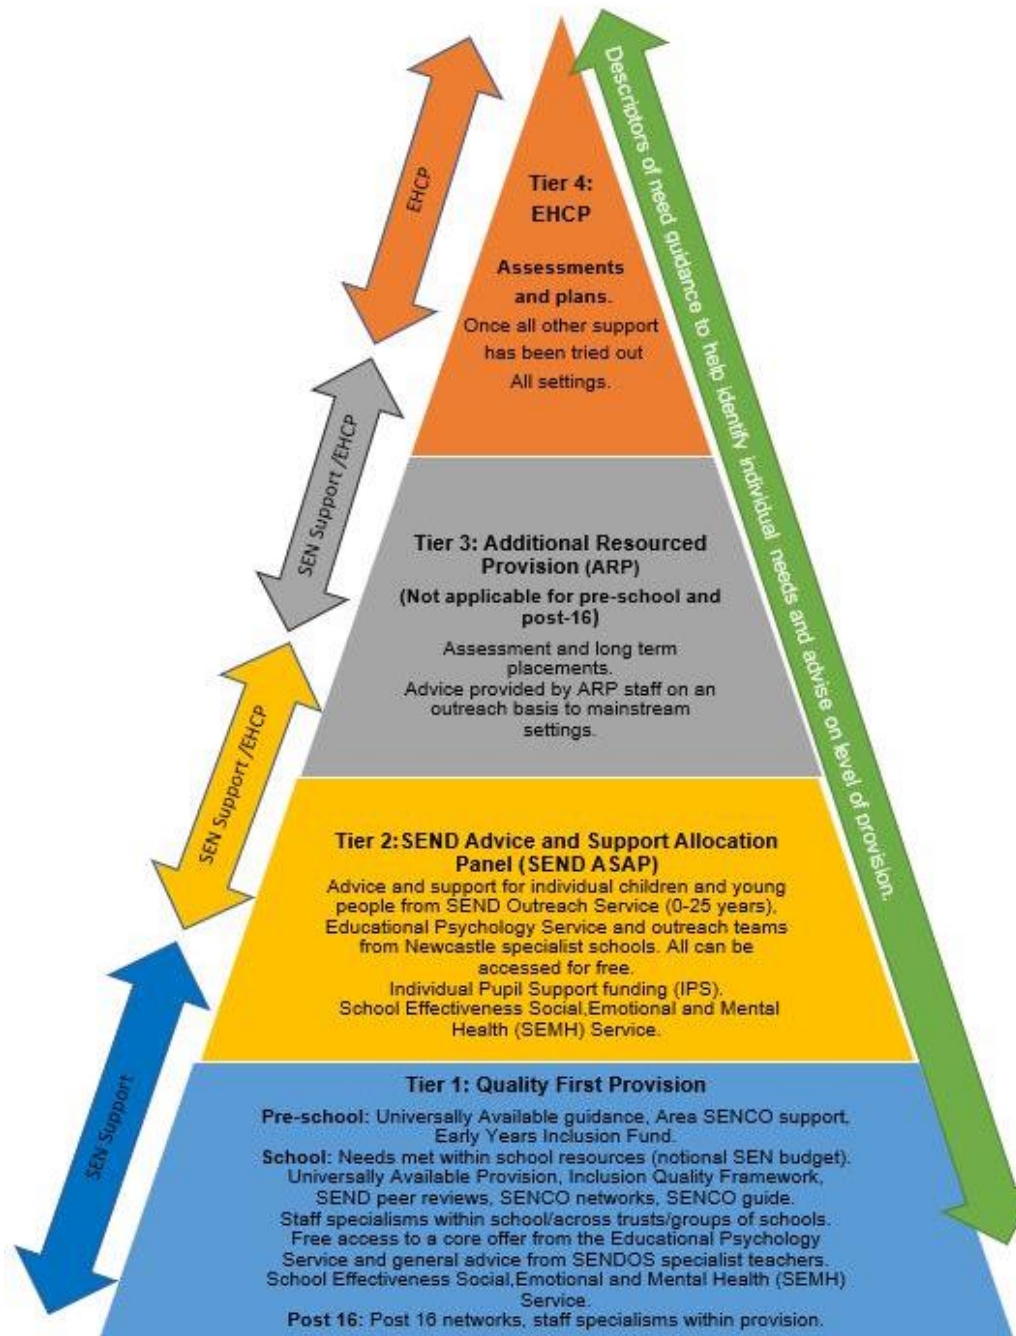 EHCP
Descriptors of need guidance to help identify individual needs and advise on level of provision.
Tier 4:
EHCP
Assessments
and plans.
Once all other support
has been tried out
All settings.
SEN Support /EHCP
Tier 3: Additional Resourced
Provision (ARP)
(Not applicable for pre-school and
post-16)
Assessment and long term
placements.
Advice provided by ARP staff on an
outreach basis to mainstream
settings.
SEN Support /EHCP
Tier 2: SEND Advice and Support Allocation
Panel (SEND ASAP)
Advice and support for individual children and young
people from SEND Outreach Service (0-25 years),
Educational Psychology Service and outreach teams
from Newcastle specialist schools. All can be
accessed for free.
Individual Pupil Support funding (IPS).
School Effectiveness Social,Emotional and Mental
Health (SEMH) Service.
SEN Support
Tier 1: Quality First Provision
Pre-school: Universally Available guidance, Area SENCO support,
Early Years Inclusion Fund.
School: Needs met within school resources (notional SEN budget).
Universally Available Provision, Inclusion Quality Framework,
SEND peer reviews, SENCO networks, SENCO guide.
Staff specialisms within school/across trusts/groups of schools.
Free access to a core offer from the Educational Psychology
Service and general advice from SENDOS specialist teachers.
School Effectiveness Social,Emotional and Mental Health (SEMH)
Service.
Post 16: Post 16 networks, staff specialisms within provision.